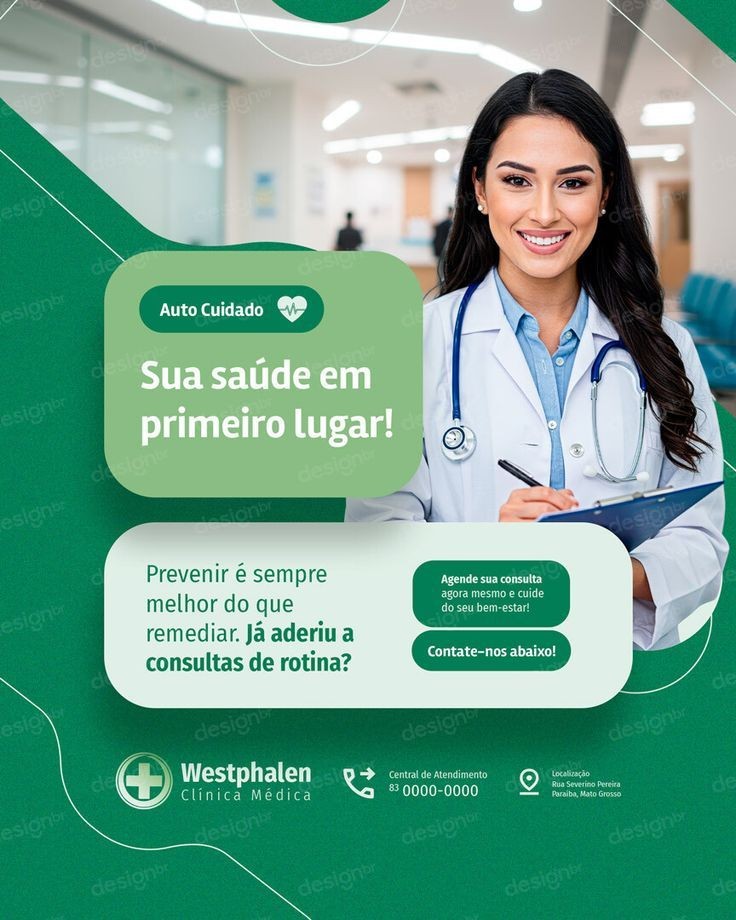 Auto Cuidado
Sua saúde em
primeiro lugar!
Prevenir é sempre
melhor do que
remediar. Já aderiu a
consultas de rotina?
Agende sua consulta
agora mesmo e cuide
do seu bem-estar!
Contate-nos abaixo!
Westphalen
Clínica Médica
Central de Atendimento
83 0000-0000
Localização
Rua Severino Pereira
Paraíba, Mato Grosso
designbr